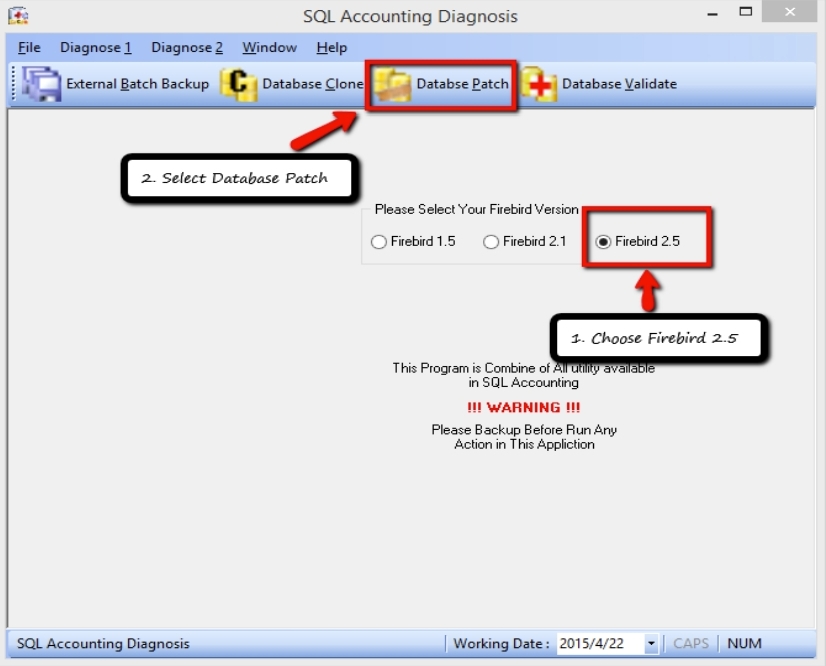 SQL Accounting Diagnosis
File Diagnose 1 Diagnose 2 Window Help
External Batch Backup Database Clone Databse Patch Database Validate
2. Select Database Patch
Please Select Your Firebird Version
Firebird 1.5 Firebird 2.1 Firebird 2.5
1. Choose Firebird 2.5
This Program is Combine of All utility available
in SQL Accounting
!!! WARNING !!!
Please Backup Before Run Any
Action in This Appliction
SQL Accounting Diagnosis Working Date : 2015/4/22 CAPS NUM